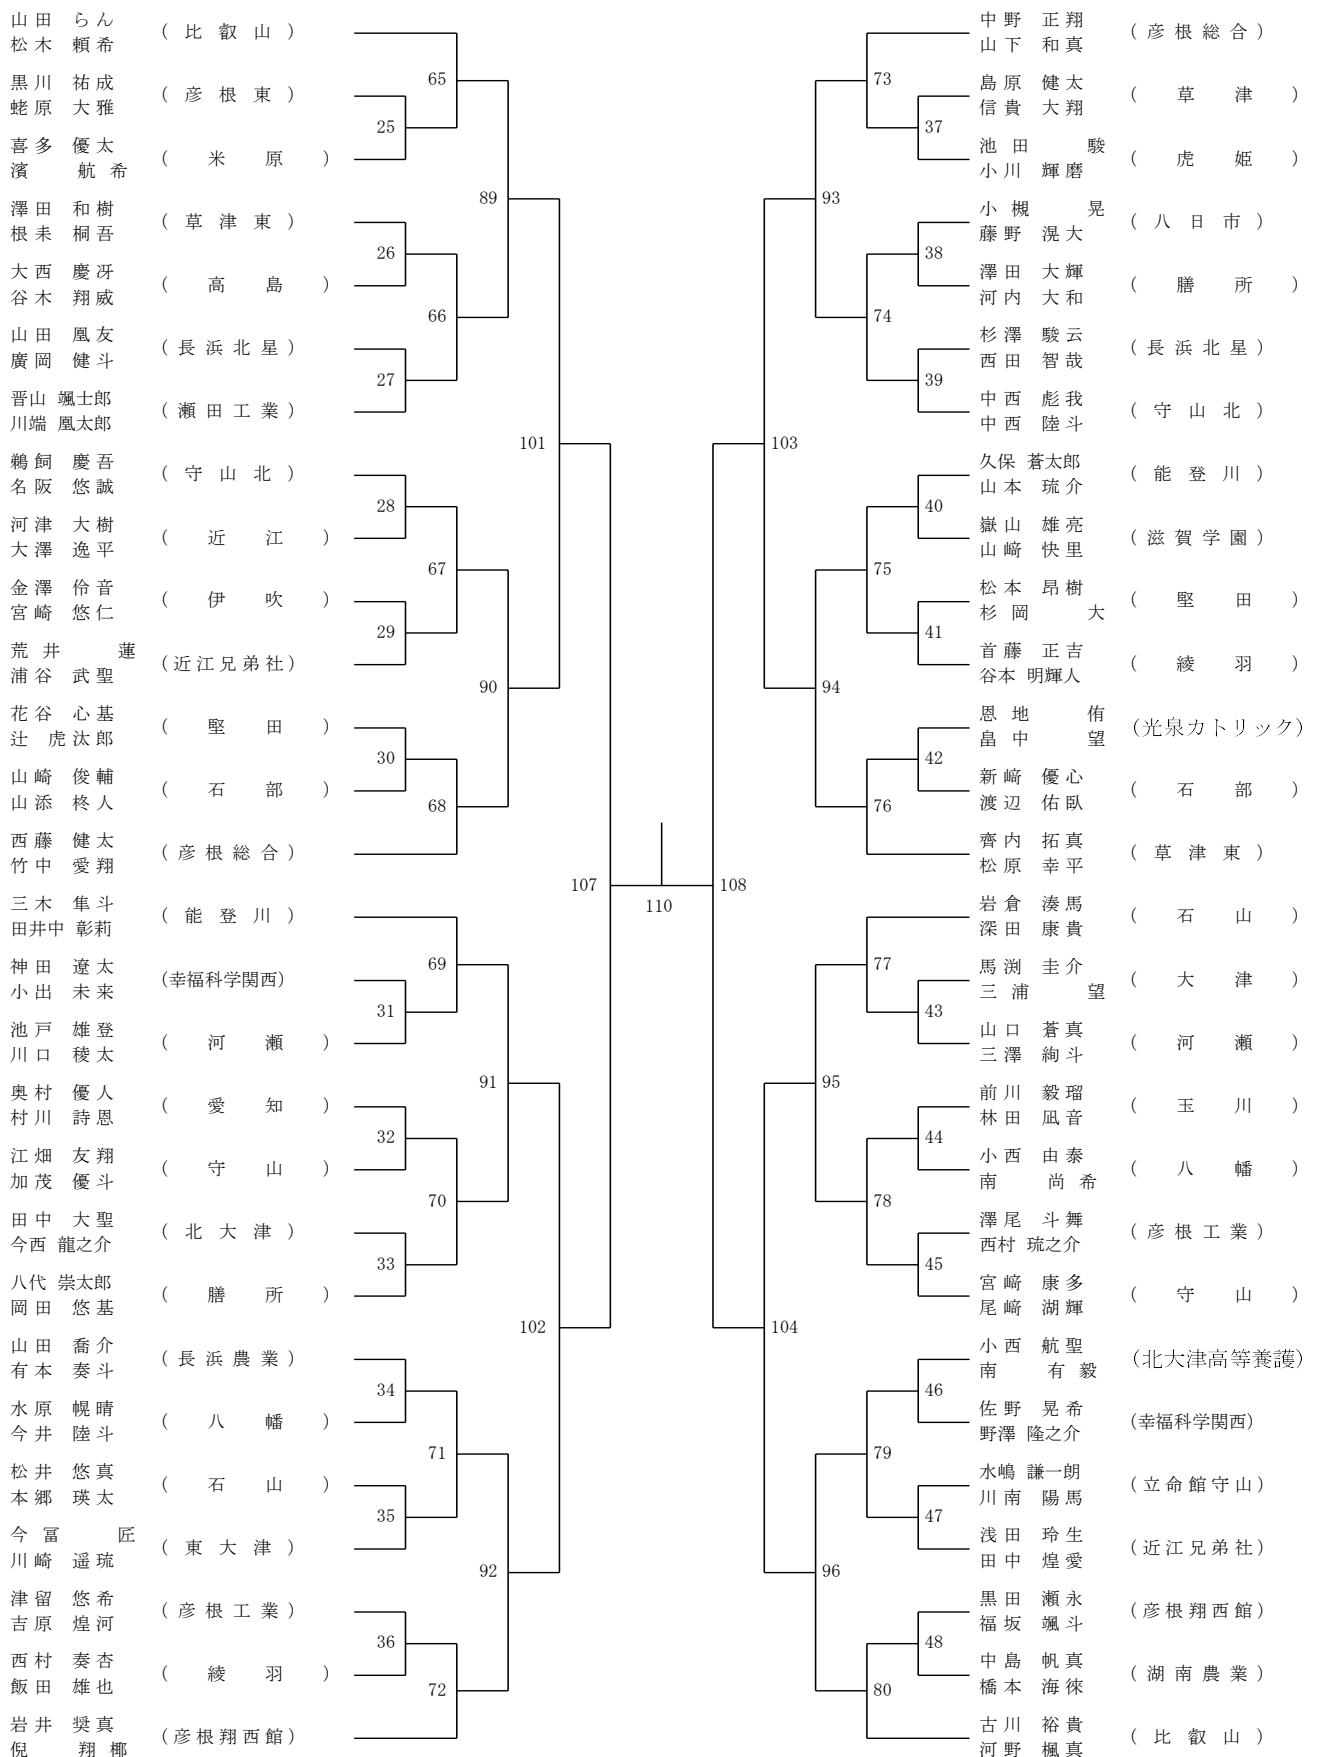 山田 らん
松木 頼希
(比叡山)
黒川 祐成
蛯原 大雅
(彦根東)
喜多 優太
濱 航希
(米原)
澤田 和樹
根耒 桐吾
(草津東)
大西 慶冴
谷木 翔威
(高島)
山田 凰友
廣岡 健斗
(長浜北星)
晋山 颯士郎
川端 凰太郎
(瀬田工業)
鵜飼 慶吾
名阪 悠誠
(守山北)
河津 大樹
大澤 逸平
(近江)
金澤 伶音
宮崎 悠仁
(伊吹)
荒井 蓮
浦谷 武聖
(近江兄弟社)
花谷 心基
辻 虎汰郎
(堅田)
山崎 俊輔
山添 柊人
(石部)
西藤 健太
竹中 愛翔
(彦根総合)
三木 隼斗
田井中 彰莉
(能登川)
神田 遼太
小出 未来
(幸福科学関西)
池戸 雄登
川口 稜太
(河瀬)
奥村 優人
村川 詩恩
(愛知)
江畑 友翔
加茂 優斗
(守山)
田中 大聖
今西 龍之介
(北大津)
八代 崇太郎
岡田 悠基
(膳所)
山田 喬介
有本 奏斗
(長浜農業)
水原 幌晴
今井 陸斗
(八幡)
松井 悠真
本郷 瑛太
(石山)
今冨 匠
川崎 遥琉
(東大津)
津留 悠希
吉原 煌河
(彦根工業)
西村 奏杏
飯田 雄也
(綾羽)
岩井 奨真
倪 翔梛
(彦根翔西館)
65
25
89
26
66
27
101
28
67
29
90
30
68
107
69
31
91
32
70
33
102
34
71
35
92
36
72
110
108
73
37
93
38
74
39
103
40
75
41
94
42
76
77
43
95
44
78
45
104
46
79
47
96
48
80
中野 正翔
山下 和真
(彦根総合)
島原 健太
信貴 大翔
(草津)
池田 駿
小川 輝磨
(虎姫)
小槻 晃
藤野 滉大
(八日市)
澤田 大輝
河内 大和
(膳所)
杉澤 駿云
西田 智哉
(長浜北星)
中西 彪我
中西 陸斗
(守山北)
久保 蒼太郎
山本 琉介
(能登川)
嶽山 雄亮
山﨑 快里
(滋賀学園)
松本 昂樹
杉岡 大
(堅田)
首藤 正吉
谷本 明輝人
(綾羽)
恩地 侑
畠中 望
(光泉カトリック)
新﨑 優心
渡辺 佑臥
(石部)
齊内 拓真
松原 幸平
(草津東)
岩倉 湊馬
深田 康貴
(石山)
馬渕 圭介
三浦 望
(大津)
山口 蒼真
三澤 絢斗
(河瀬)
前川 毅瑠
林田 凪音
(玉川)
小西 由泰
南 尚希
(八幡)
澤尾 斗舞
西村 琉之介
(彦根工業)
宮﨑 康多
尾﨑 湖輝
(守山)
小西 航聖
南 有毅
(北大津高等養護)
佐野 晃希
野澤 隆之介
(幸福科学関西)
水嶋 謙一朗
川南 陽馬
(立命館守山)
浅田 玲生
田中 煌愛
(近江兄弟社)
黒田 瀬永
福坂 颯斗
(彦根翔西館)
中島 帆真
橋本 海徠
(湖南農業)
古川 裕貴
河野 楓真
(比叡山)